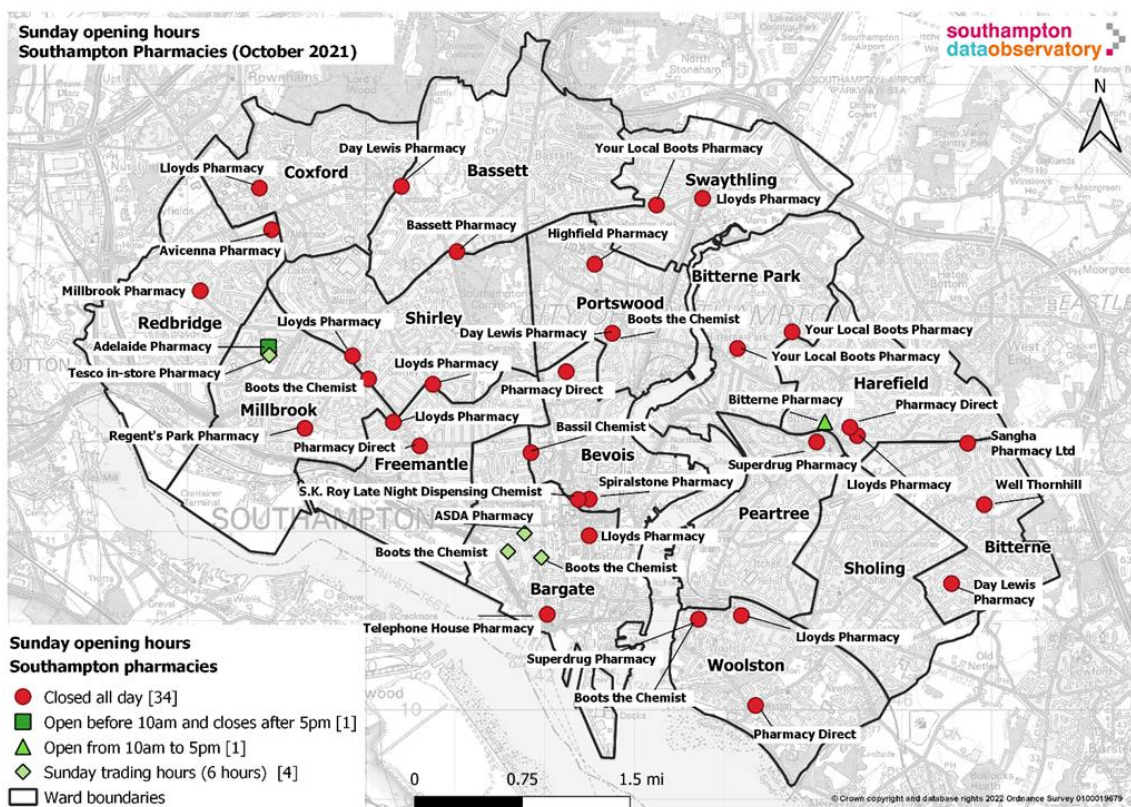 Sunday opening hours
Southampton Pharmacies (October 2021)
southampton
dataobservatory
N
Day Lewis Pharmacy
Your Local Boots Pharmacy
Lloyds Pharmacy
Coxford
Bassett
Swaythling
Lloyds Pharmacy
Bassett Pharmacy
Highfield Pharmacy
Avicenna Pharmacy
Bitterne Park
Millbrook Pharmacy
Portswood
Redbridge
Lloyds Pharmacy
Shirley
Boots the Chemist
Day Lewis Pharmacy
Your Local Boots Pharmacy
Adelaide Pharmacy
Your Local Boots Pharmacy
Tesco in-store Pharmacy
Lloyds Pharmacy
Boots the Chemist
Pharmacy Direct
Harefield
Bitterne Pharmacy
Pharmacy Direct
Millbrook
Lloyds Pharmacy
Regent's Park Pharmacy
Bassil Chemist
Pharmacy Direct
Freemantle
Bevois
Sangha
Pharmacy Ltd
Superdrug Pharmacy
Lloyds Pharmacy
Spiralstone Pharmacy
Well Thornhill
S.K. Roy Late Night Dispensing Chemist
Peartree
SOUTHAMPTON
ASDA Pharmacy
Lloyds Pharmacy
Boots the Chemist
Bitterne
Boots the Chemist
Sholing
Bargate
Day Lewis
Pharmacy
Telephone House Pharmacy
Lloyds Pharmacy
Superdrug Pharmacy
Woolston
Boots the Chemist
Pharmacy Direct
Sunday opening hours
Southampton pharmacies
Closed all day [34]
Open before 10am and closes after 5pm [1]
Open from 10am to 5pm [1]
Sunday trading hours (6 hours) [4]
Ward boundaries
0 0.75 1.5 mi
© Crown copyright and database rights 2022 Ordnance Survey 0100019679